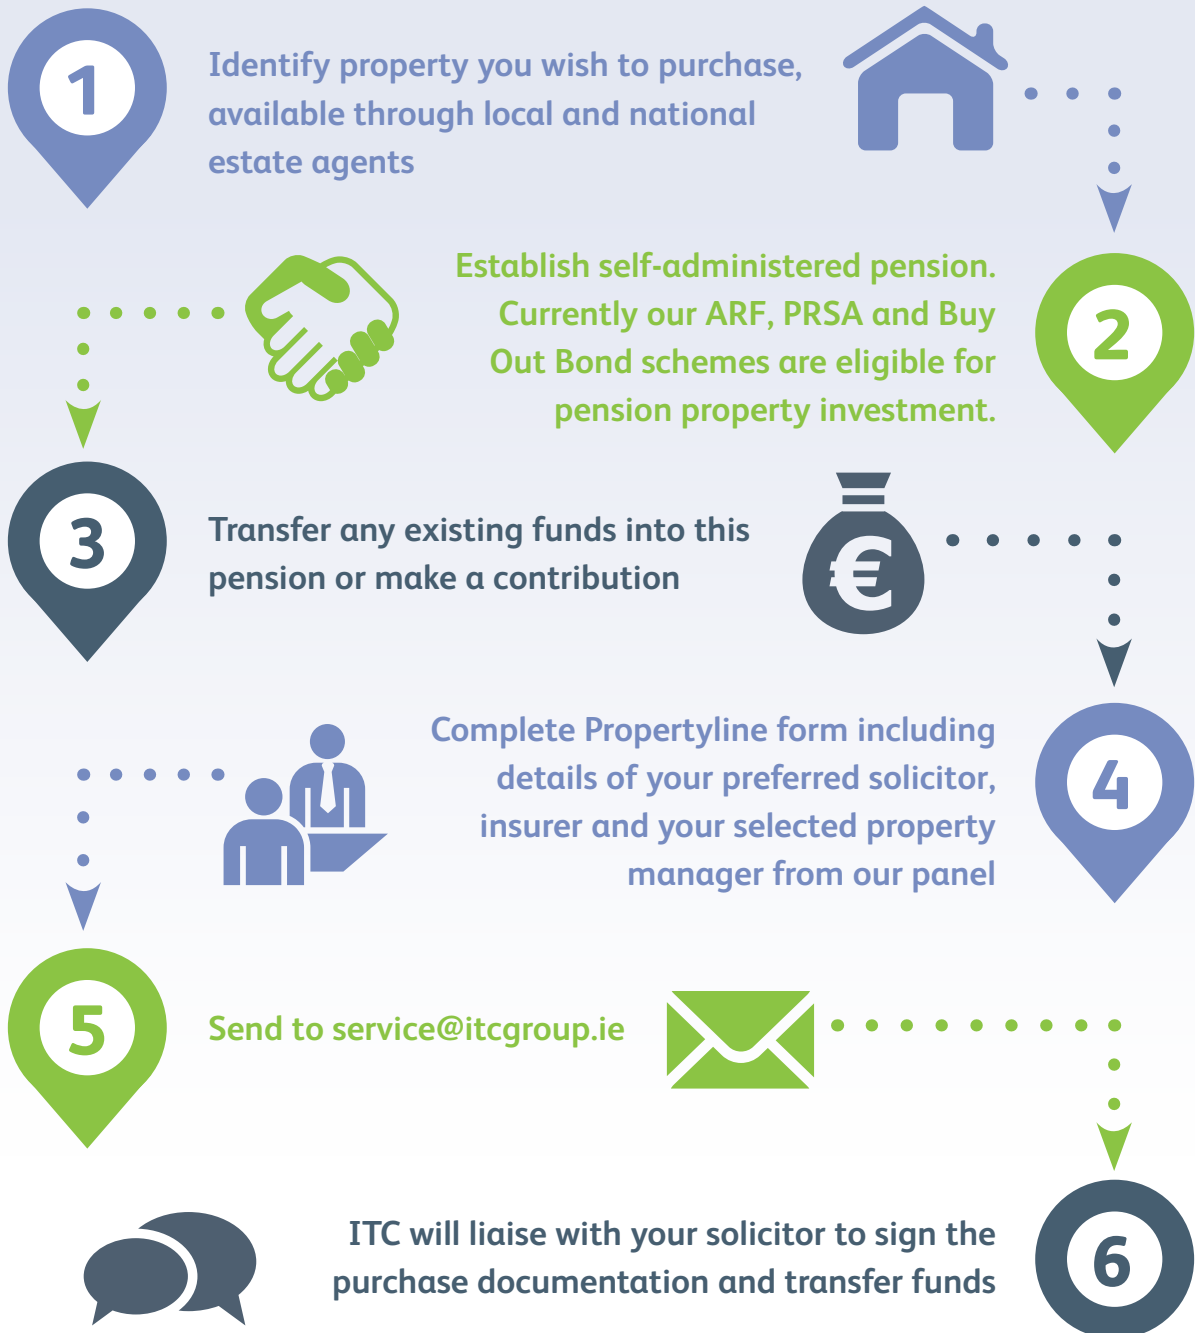 1
Identify property you wish to purchase,
available through local and national
estate agents
Establish self-administered pension.
Currently our ARF, PRSA and Buy
Out Bond schemes are eligible for
pension property investment.
2
3
Transfer any existing funds into this
pension or make a contribution
€
Complete Propertyline form including
details of your preferred solicitor,
insurer and your selected property
manager from our panel
4
5
Send to service@itcgroup.ie
ITC will liaise with your solicitor to sign the
purchase documentation and transfer funds
6